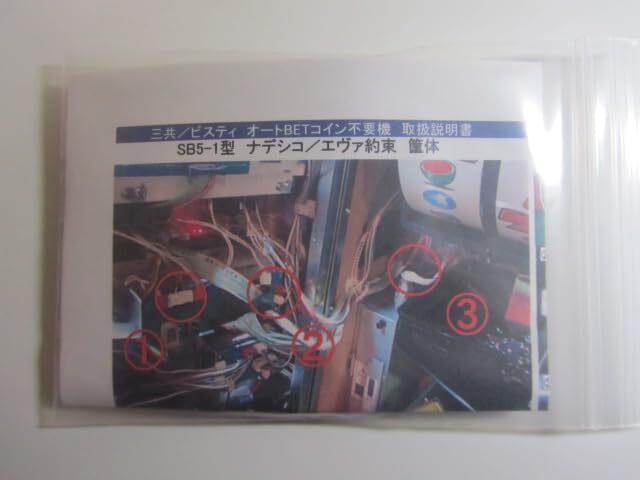 三共/ビスティ オートBETコイン不要機 取扱説明書
SB5-1型 ナデシコ/エヴァ約束 筐体
① ② ③